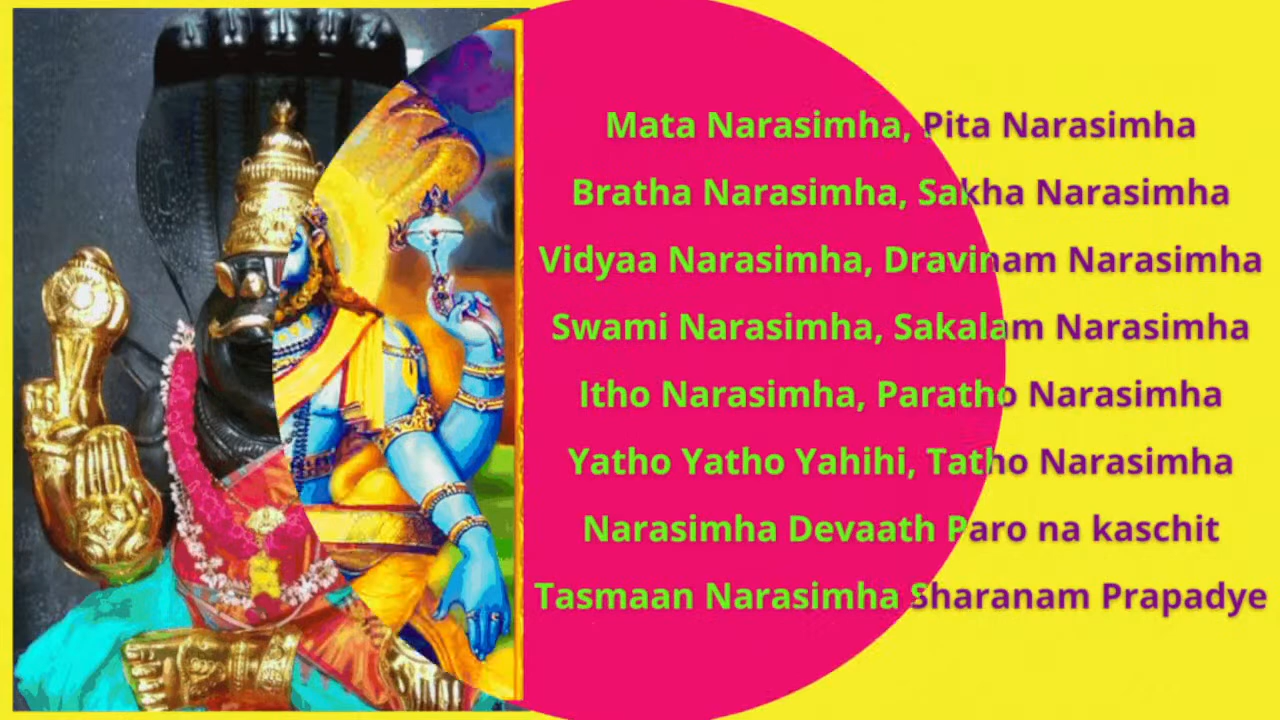 Mata Narasimha, Pita Narasimha
Bratha Narasimha, Sakha Narasimha
Vidyaa Narasimha, Dravinam Narasimha
Swami Narasimha, Sakalam Narasimha
Itho Narasimha, Paratho Narasimha
Yatho Yatho Yahihi, Tatho Narasimha
Narasimha Devaath Paro na kaschit
Tasmaan Narasimha Sharanam Prapadye